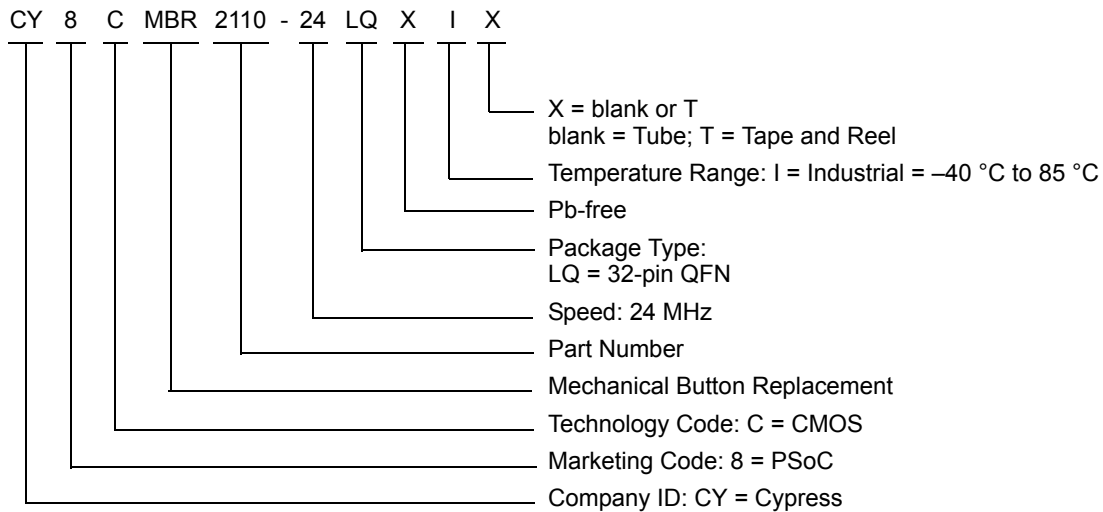 CY 8 C MBR 2110 - 24 LQ X I X
X = blank or T
blank = Tube; T = Tape and Reel
Temperature Range: I = Industrial = –40 °C to 85 °C
Pb-free
Package Type:
LQ = 32-pin QFN
Speed: 24 MHz
Part Number
Mechanical Button Replacement
Technology Code: C = CMOS
Marketing Code: 8 = PSoC
Company ID: CY = Cypress